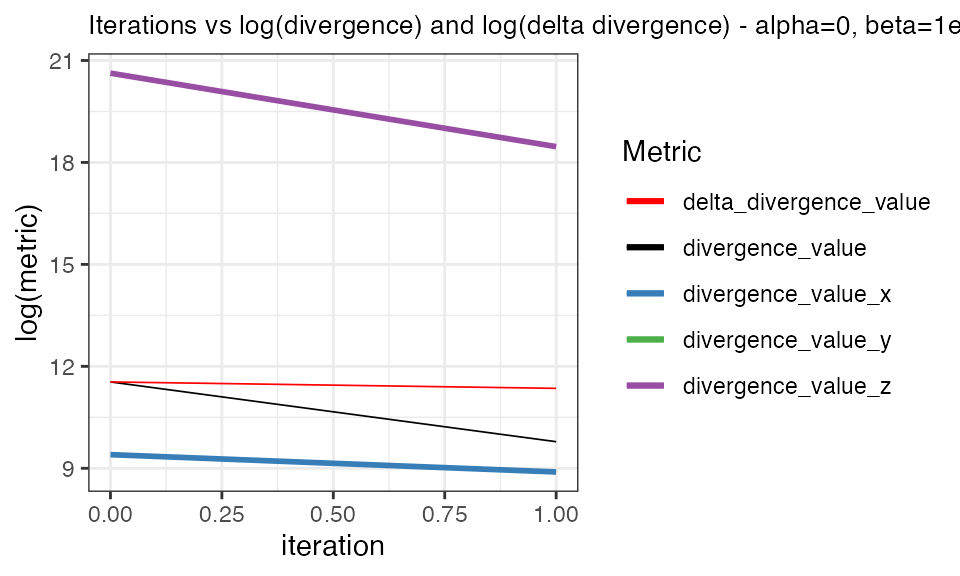 Iterations vs log(divergence) and log(delta divergence) - alpha=0, beta=1e
21
18
15
12
9
log(metric)
0.00 0.25 0.50 0.75 1.00
iteration
Metric
delta_divergence_value
divergence_value
divergence_value_x
divergence_value_y
divergence_value_z